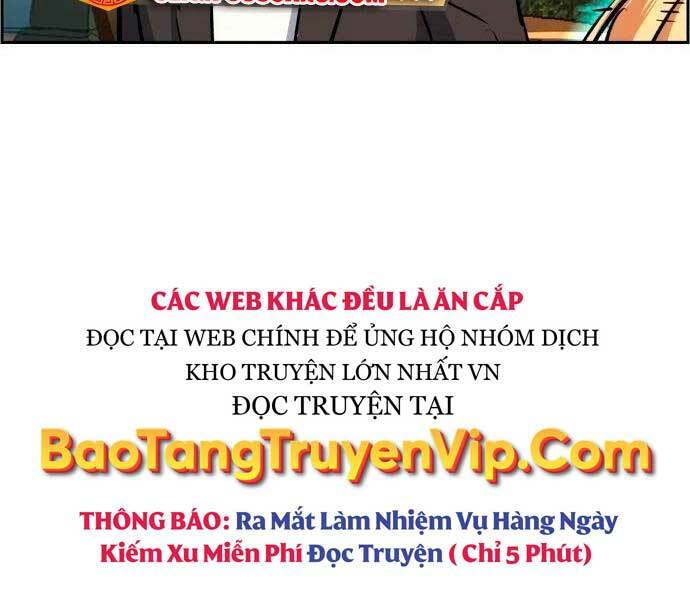 CÁC WEB KHÁC ĐỀU LÀ ĂN CẮP
ĐỌC TẠI WEB CHÍNH ĐỂ ỦNG HỘ NHÓM DỊCH
KHO TRUYỆN LỚN NHẤT VN
ĐỌC TRUYỆN TẠI
BaoTangTruyenVip.Com
THÔNG BÁO: Ra Mắt Làm Nhiệm Vụ Hàng Ngày
Kiếm Xu Miễn Phí Đọc Truyện ( Chỉ 5 Phút)